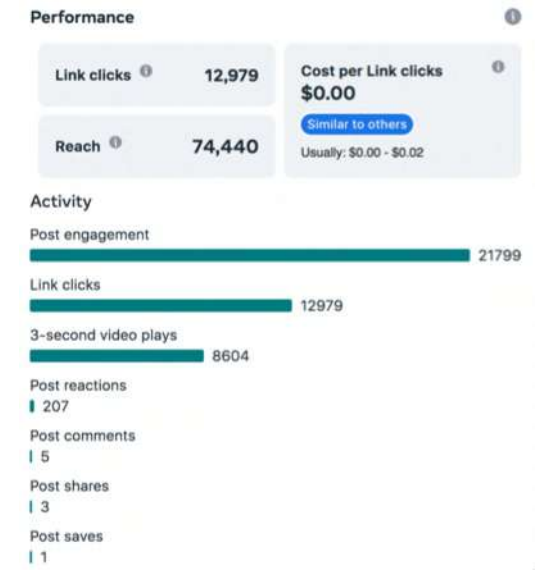 Performance
Link clicks 12,979
Reach 74,440
Cost per Link clicks
$0.00
Similar to others
Usually: $0.00 - $0.02
Activity
Post engagement
21799
Link clicks
12979
3-second video plays
8604
Post reactions
207
Post comments
5
Post shares
3
Post saves
1